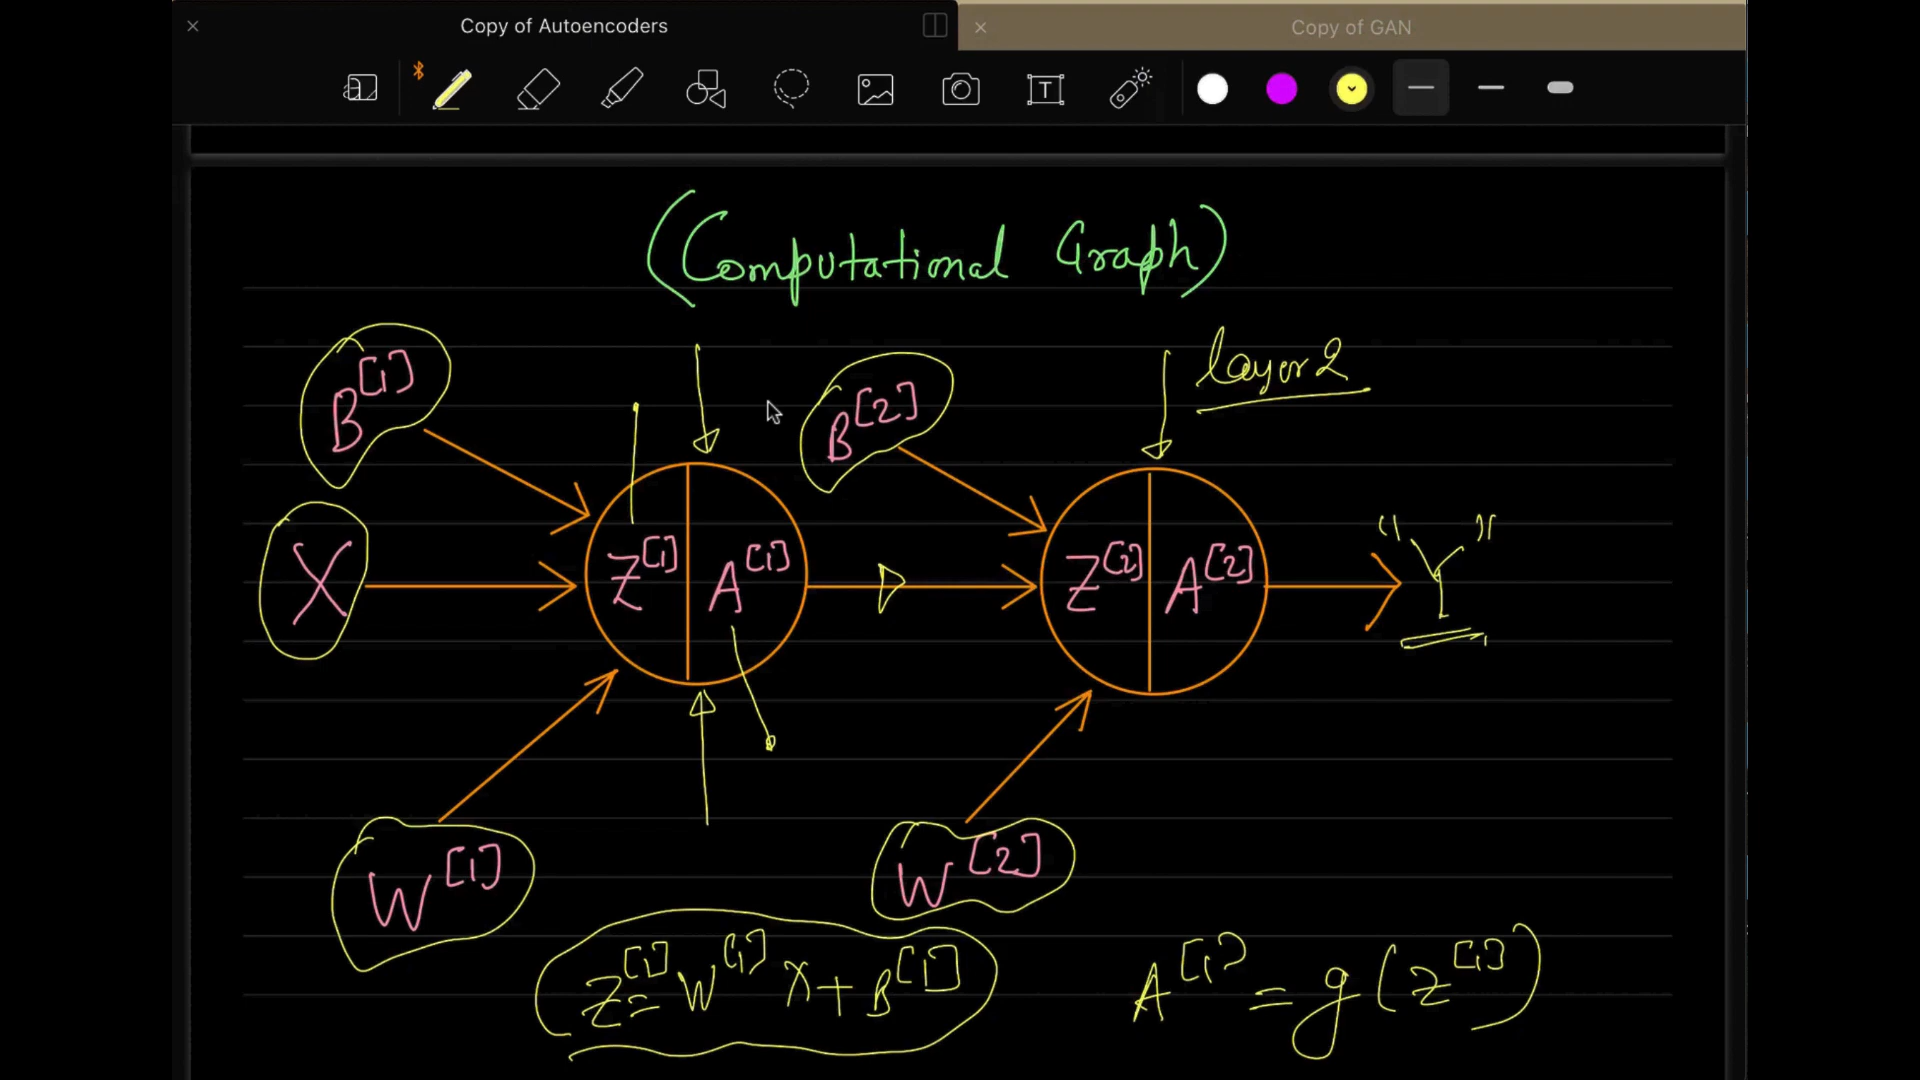 Copy of Autoencoders
Copy of GAN
T
(Computational Graph)
B[1]
B[2]
layer 2
X
Z[1] A[1]
Z[2] A[2]
"Y"
W[1]
W[2]
Z[1] = W[1] X + B[1]
A[1] = g(Z[1])